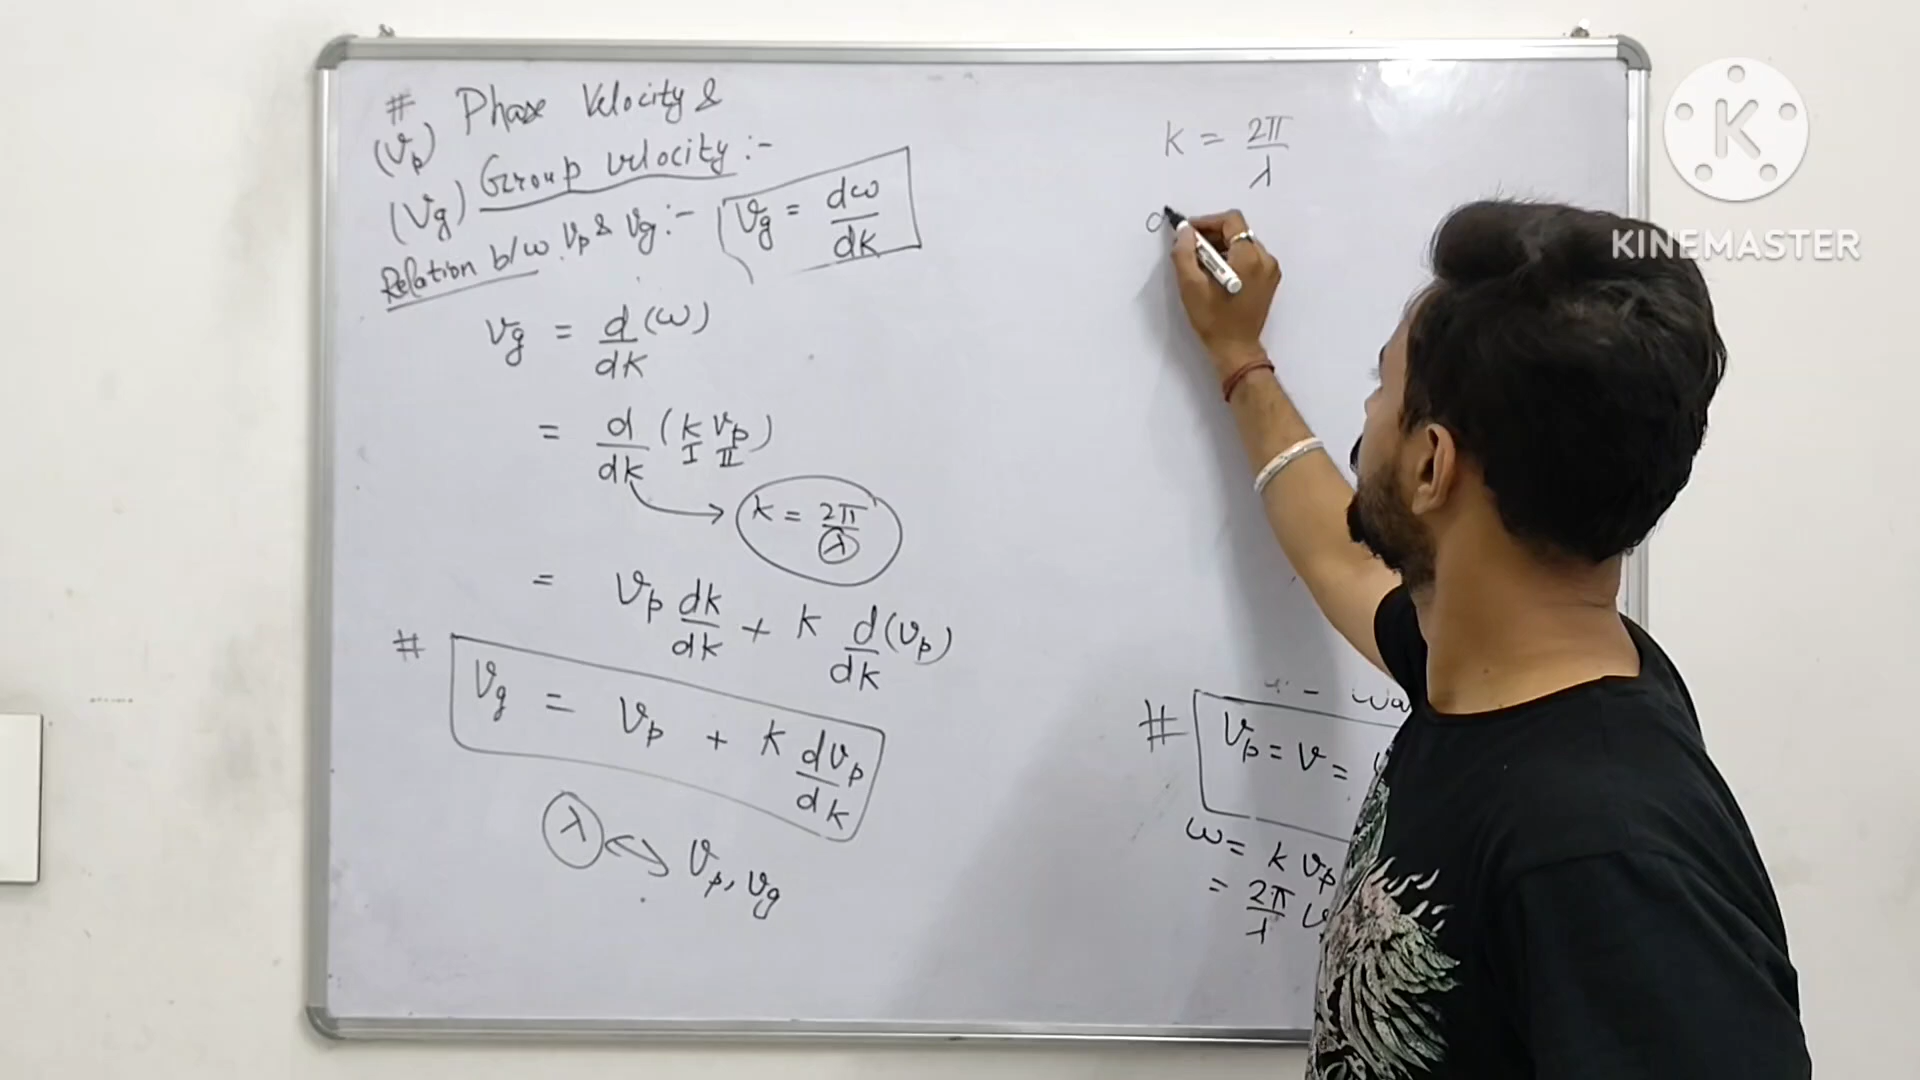 # Phase Velocity &
(Vp)
(Vg) Group velocity :-
Relation b/w Vp & Vg :-
Vg = dω/dk
Vg = d/dk (ω)
= d/dk (k Vp)
I II
k = 2π/λ
= Vp dk/dk + k d/dk (Vp)
# Vg = Vp + k dVp/dk
λ ↔ Vp, Vg
k = 2π/λ
# Vp = V =
ω = k Vp
= 2π/λ
K
KINEMASTER